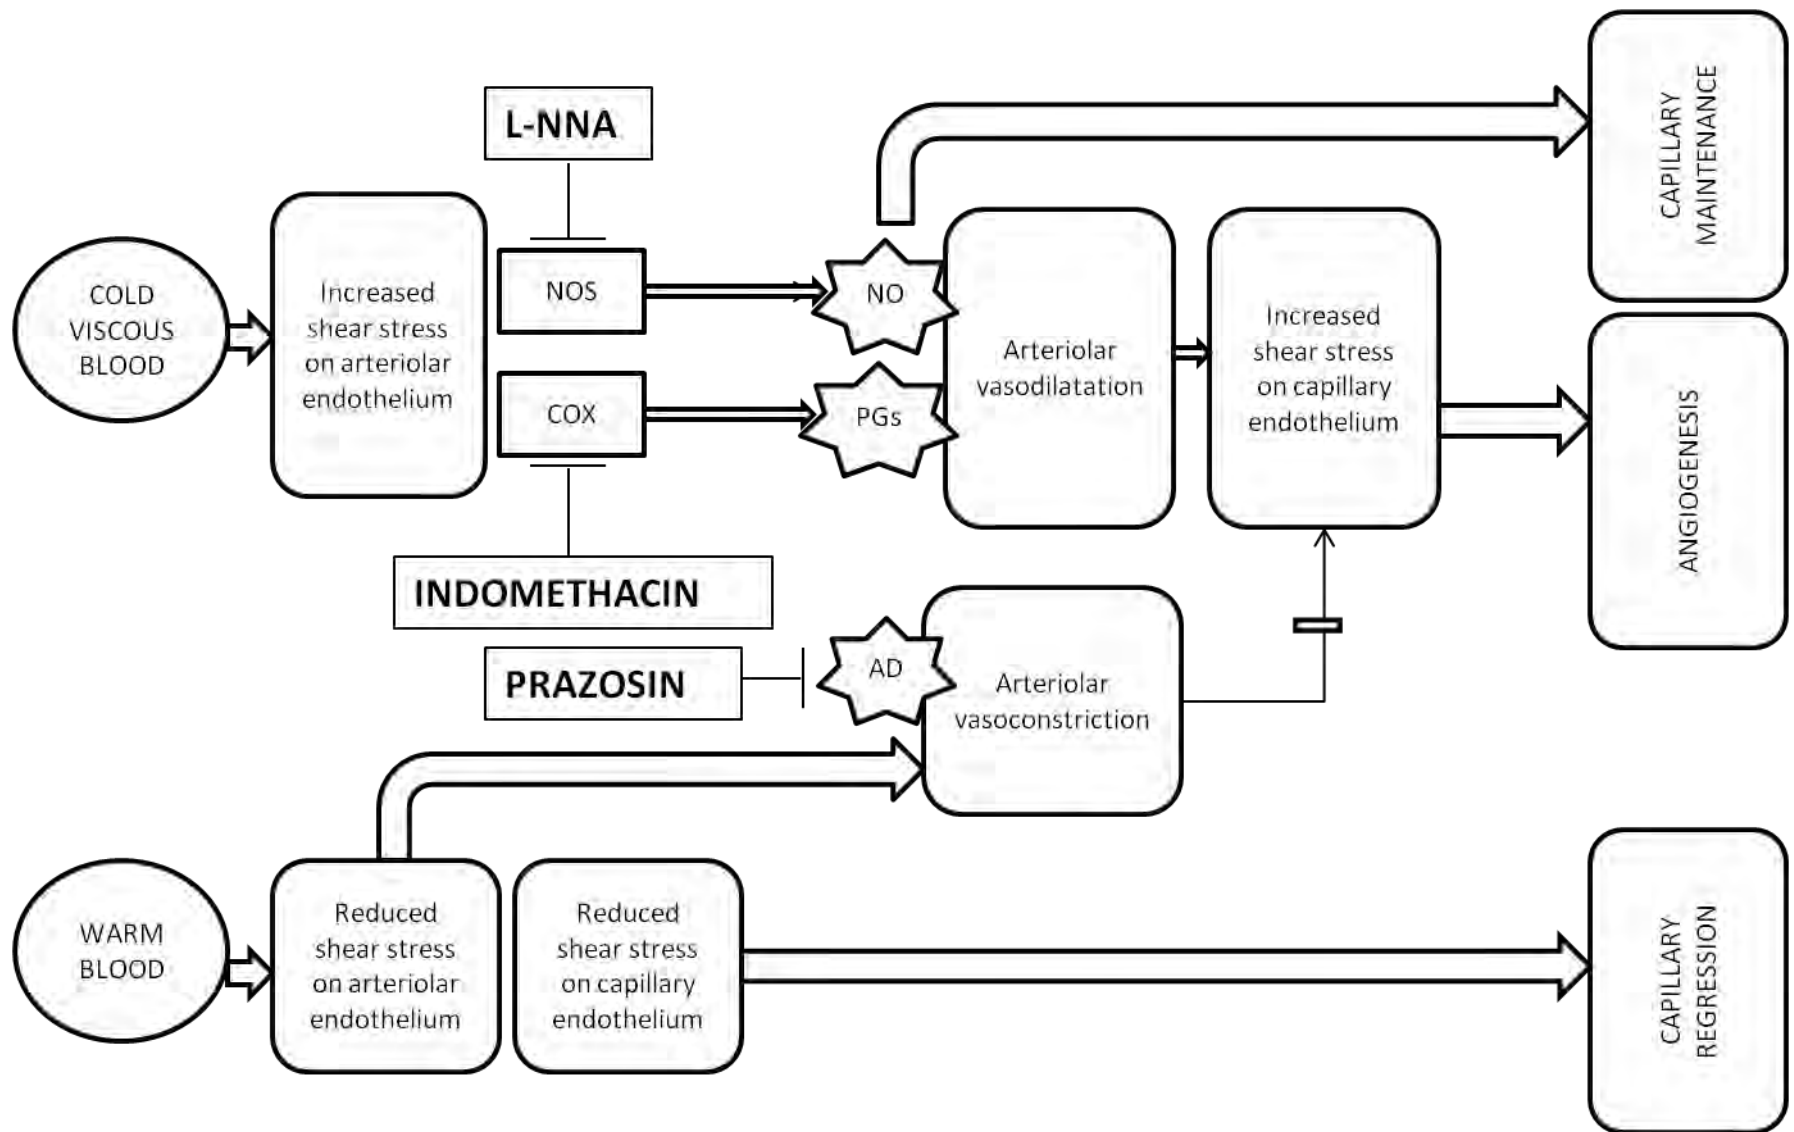 L-NNA
COLD
VISCOUS
BLOOD
Increased
shear stress
on arteriolar
endothelium
NOS
COX
NO
PGs
Arteriolar
vasodilatation
Increased
shear stress
on capillary
endothelium
CAPILLARY
MAINTENANCE
ANGIOGENESIS
INDOMETHACIN
PRAZOSIN
AD
Arteriolar
vasoconstriction
WARM
BLOOD
Reduced
shear stress
on arteriolar
endothelium
Reduced
shear stress
on capillary
endothelium
CAPILLARY
REGRESSION